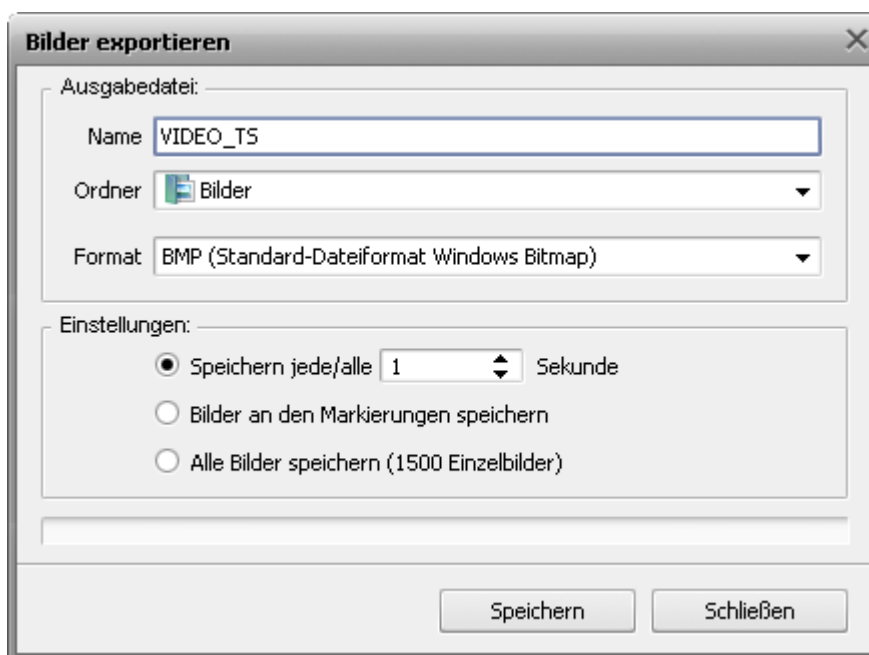 Bilder exportieren
Ausgabedatei:
Name VIDEO_TS
Ordner Bilder
Format BMP (Standard-Dateiformat Windows Bitmap)
Einstellungen:
Speichern jede/alle 1 Sekunde
Bilder an den Markierungen speichern
Alle Bilder speichern (1500 Einzelbilder)
Speichern Schließen